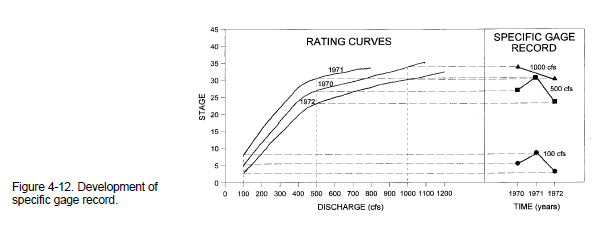 RATING CURVES
SPECIFIC GAGE
RECORD
45
40
35
30
25
20
15
10
5
0
STAGE
1971
1970
1972
1000 cfs
500 cfs
100 cfs
0 100 200 300 400 500 600 700 800 900 1000 1100 1200
DISCHARGE (cfs)
1970 1971 1972
TIME (years)
Figure 4-12. Development of
specific gage record.